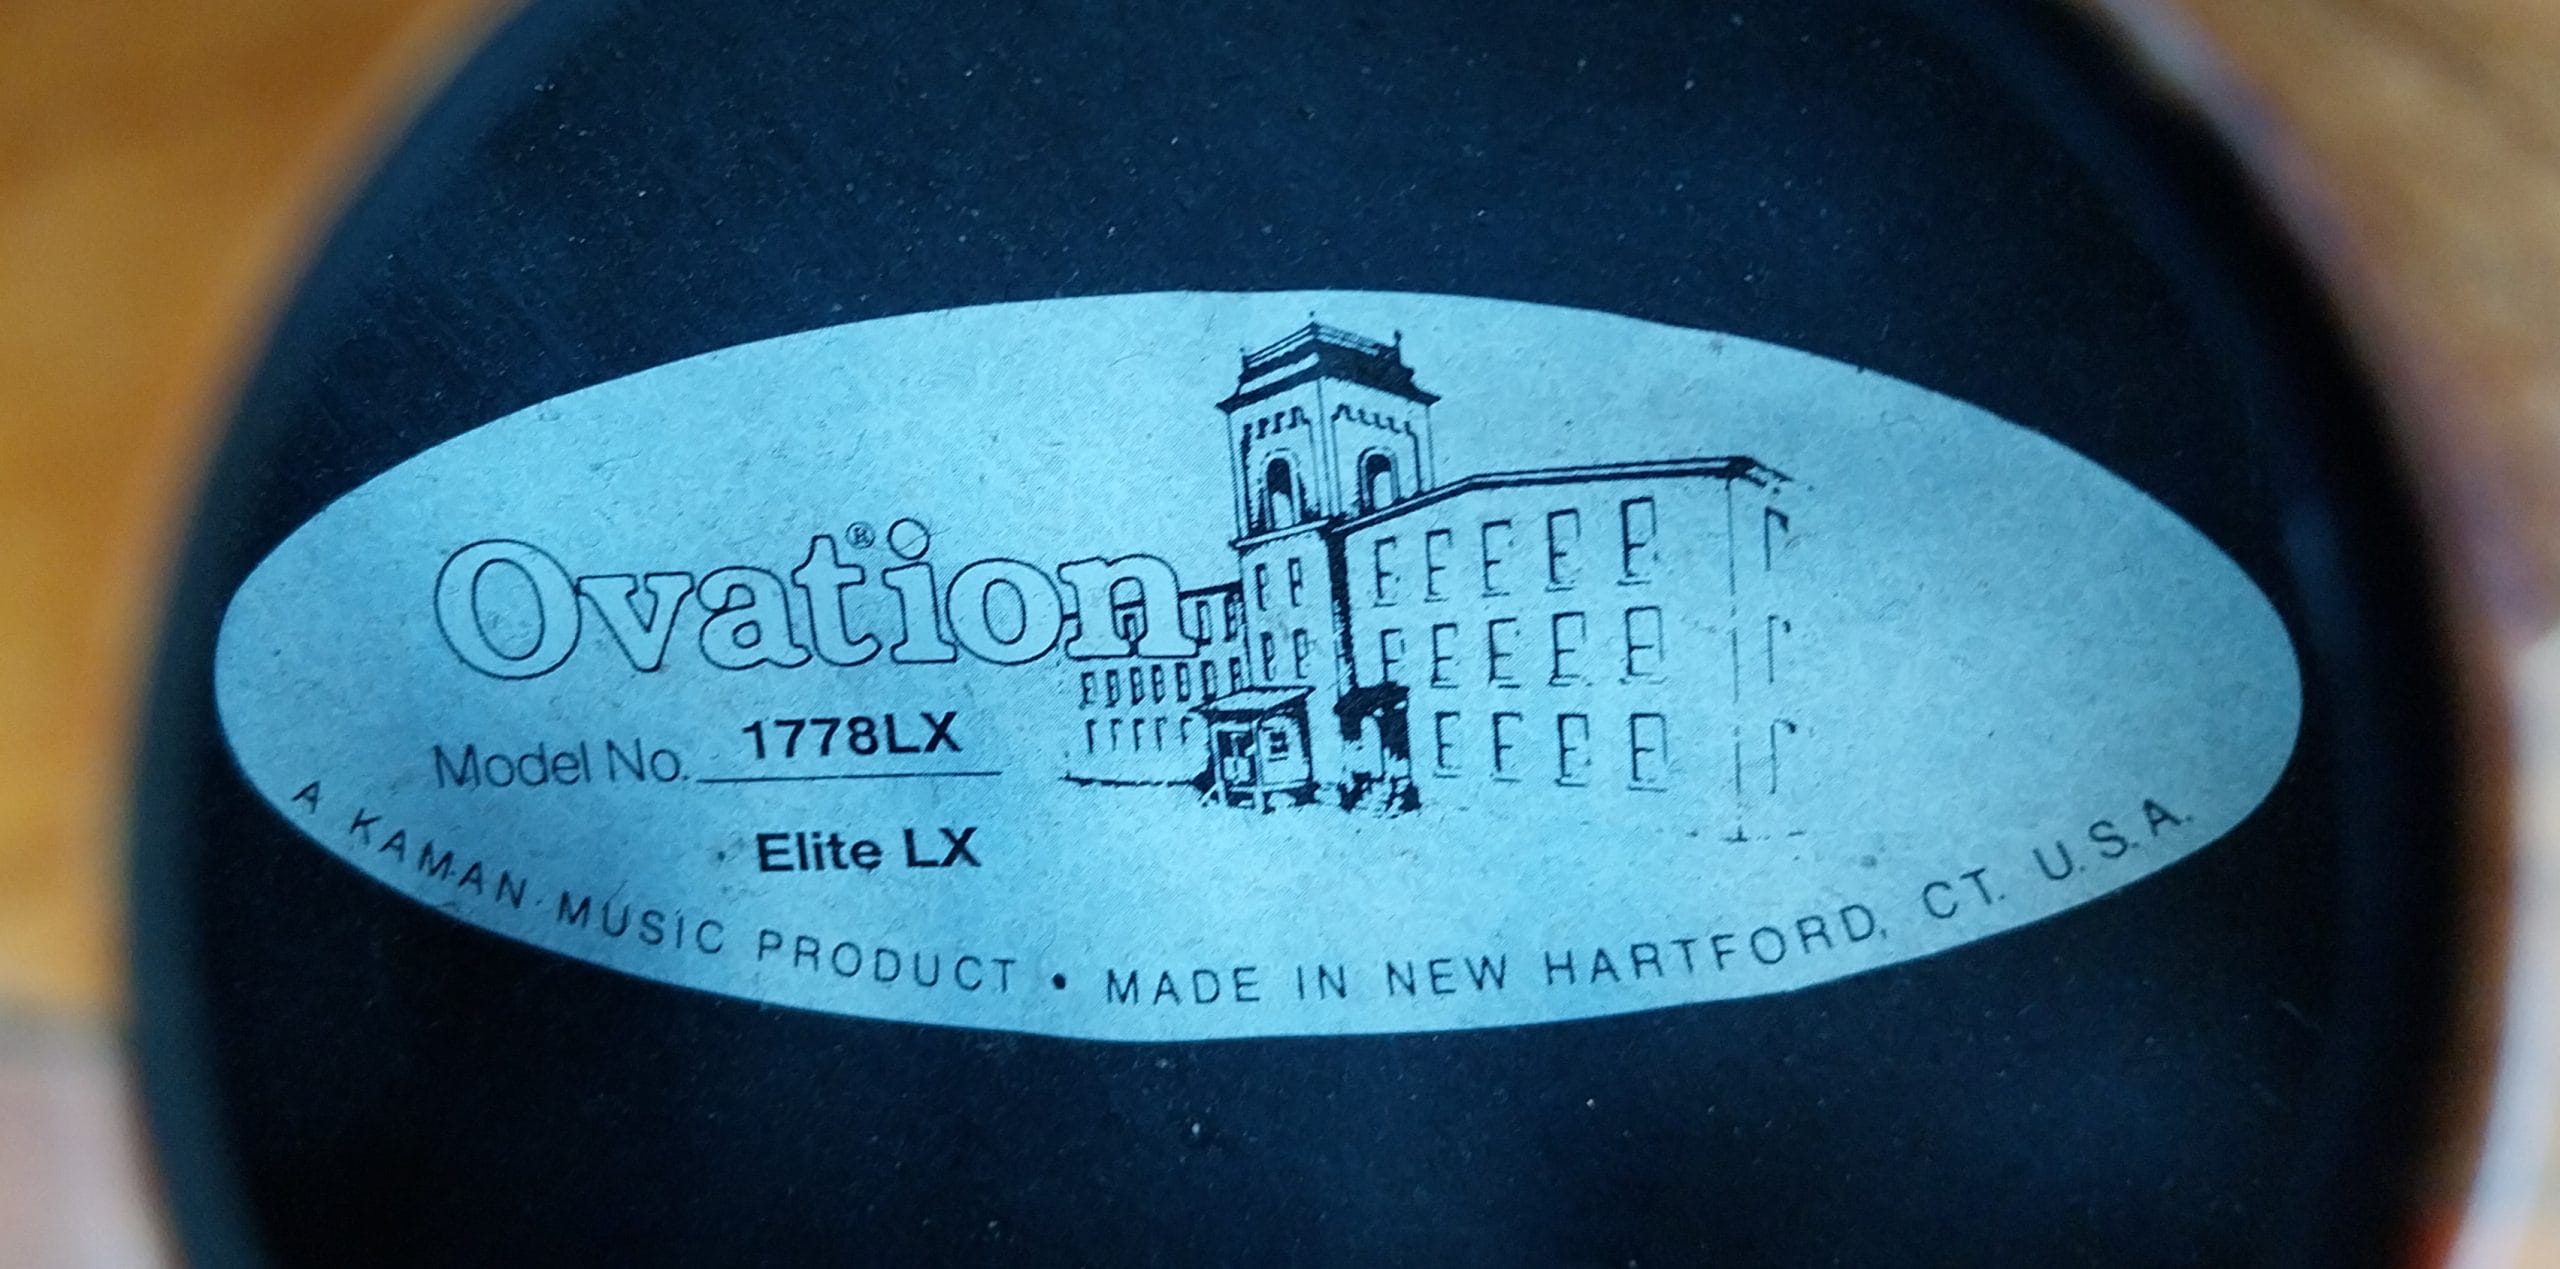 Ovation®
Model No. 1778LX
Elite LX
A KAMAN MUSIC PRODUCT • MADE IN NEW HARTFORD, CT. U.S.A.